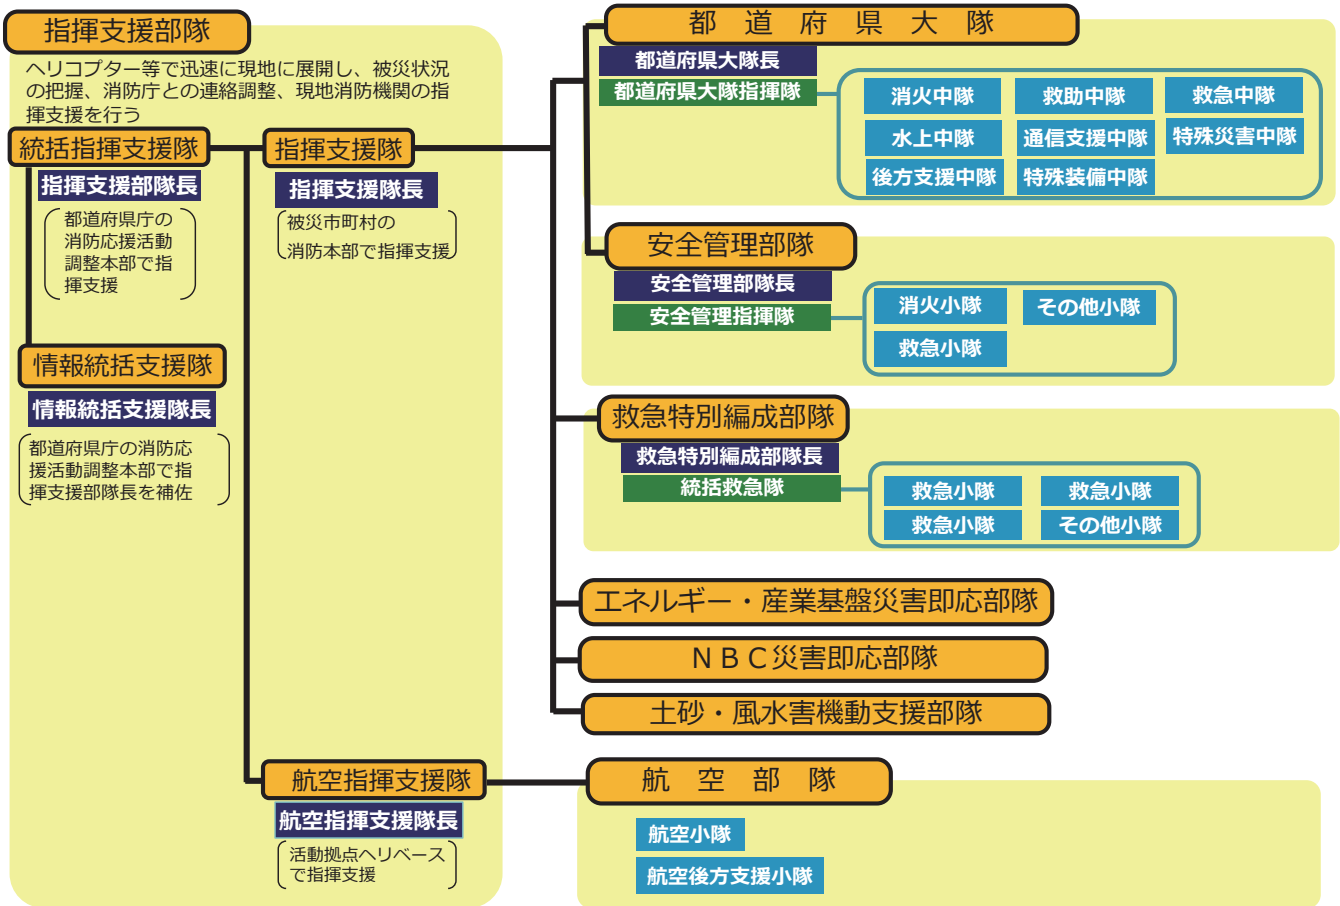 指揮支援部隊
ヘリコプター等で迅速に現地に展開し、被災状況
の把握、消防庁との連絡調整、現地消防機関の指
揮支援を行う
統括指揮支援隊
指揮支援部隊長
都道府県庁の
消防応援活動
調整本部で指
揮支援
情報統括支援隊
情報統括支援隊長
都道府県庁の消防応
援活動調整本部で指
揮支援部隊長を補佐
指揮支援隊
指揮支援隊長
被災市町村の
消防本部で指揮支援
航空指揮支援隊
航空指揮支援隊長
活動拠点ヘリベース
で指揮支援
都道府県大隊
都道府県大隊長
都道府県大隊指揮隊
消火中隊 救助中隊 救急中隊
水上中隊 通信支援中隊 特殊災害中隊
後方支援中隊 特殊装備中隊
安全管理部隊
安全管理部隊長
安全管理指揮隊
消火小隊 その他小隊
救急小隊
救急特別編成部隊
救急特別編成部隊長
統括救急隊
救急小隊 救急小隊
救急小隊 その他小隊
エネルギー・産業基盤災害即応部隊
ＮＢＣ災害即応部隊
土砂・風水害機動支援部隊
航空部隊
航空小隊
航空後方支援小隊